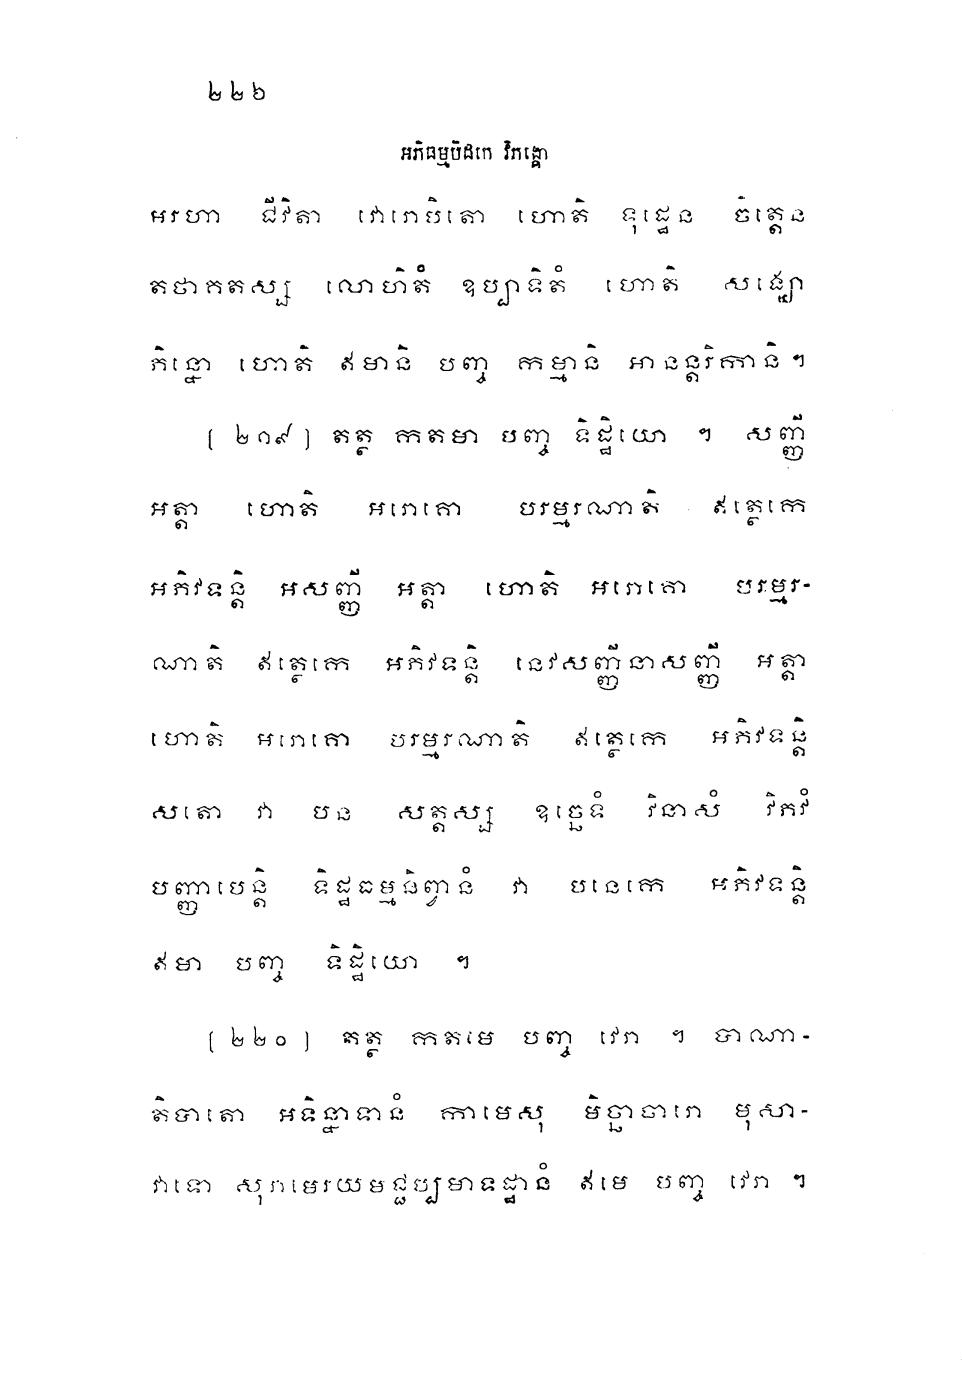 ២២៦
អភិធម្មបិដកេ វិភង្គោ
អរហា ជីវិតា វោរោបិតោ ហោតិ ទុដ្ឋេន ចិត្តេន
តថាគតស្ស លោហិតំ ឧប្បាទិតំ ហោតិ សង្ឃោ
ភិន្នោ ហោតិ ឥមានិ បញ្ច កម្មានិ អានន្តរិកានិ។
(២១៩) តត្ថ កតមា បញ្ច ទិដ្ឋិយោ ។ សញ្ញី
អត្តា ហោតិ អរោគោ បរម្មរណាតិ ឥត្ថេកេ
អភិវទន្តិ អសញ្ញី អត្តា ហោតិ អរោគោ បរម្មរ-
ណាតិ ឥត្ថេកេ អភិវទន្តិ នេវសញ្ញីនាសញ្ញី អត្តា
ហោតិ អរោគោ បរម្មរណាតិ ឥត្ថេកេ អភិវទន្តិ
សតោ វា បន សត្តស្ស ឧច្ឆេទំ វិនាសំ វិភវំ
បញ្ញាបេន្តិ ទិដ្ឋធម្មនិព្វានំ វា បនេកេ អភិវទន្តិ
ឥមា បញ្ច ទិដ្ឋិយោ ។
(២២០) តត្ថ កតមេ បញ្ច វេរា ។ បាណា-
តិបាតោ អទិន្នាទានំ កាមេសុ មិច្ឆាចារោ មុសា-
វាទោ សុរាមេរយមជ្ជប្បមាទដ្ឋានំ ឥមេ បញ្ច វេរា ។